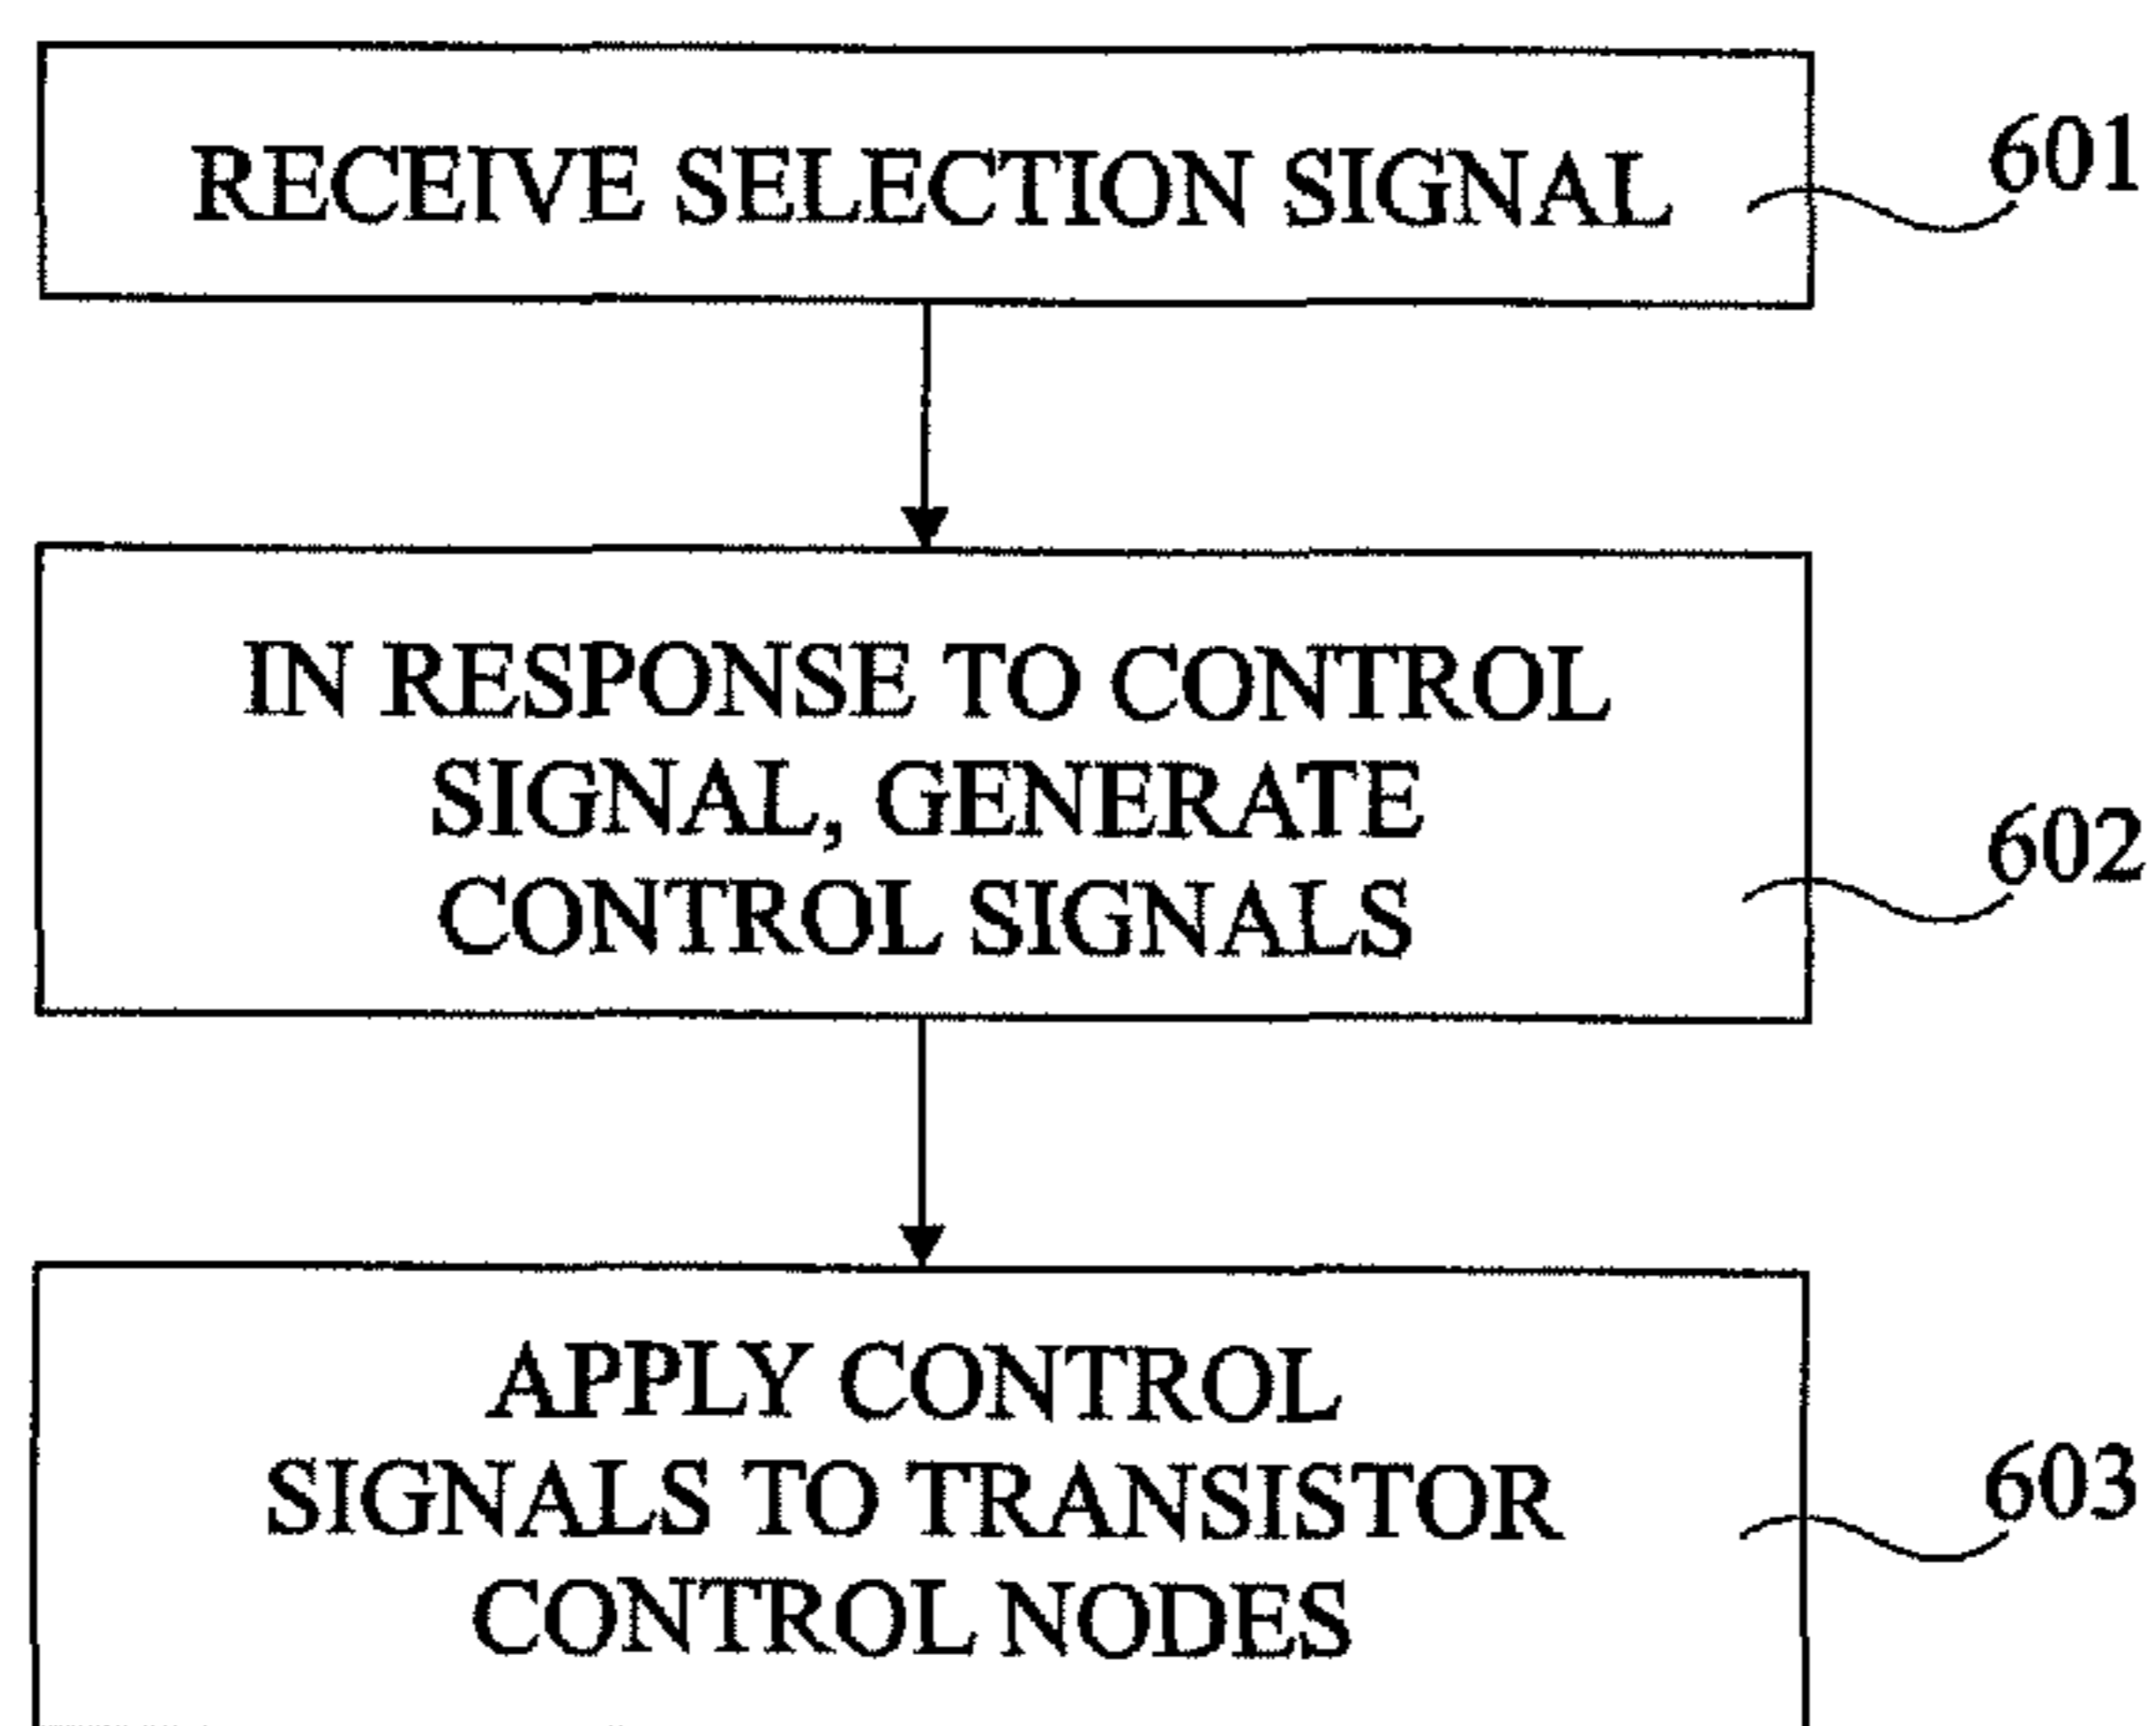 RECEIVE SELECTION SIGNAL
601
IN RESPONSE TO CONTROL
SIGNAL, GENERATE
CONTROL SIGNALS
602
APPLY CONTROL
SIGNALS TO TRANSISTOR
CONTROL NODES
603